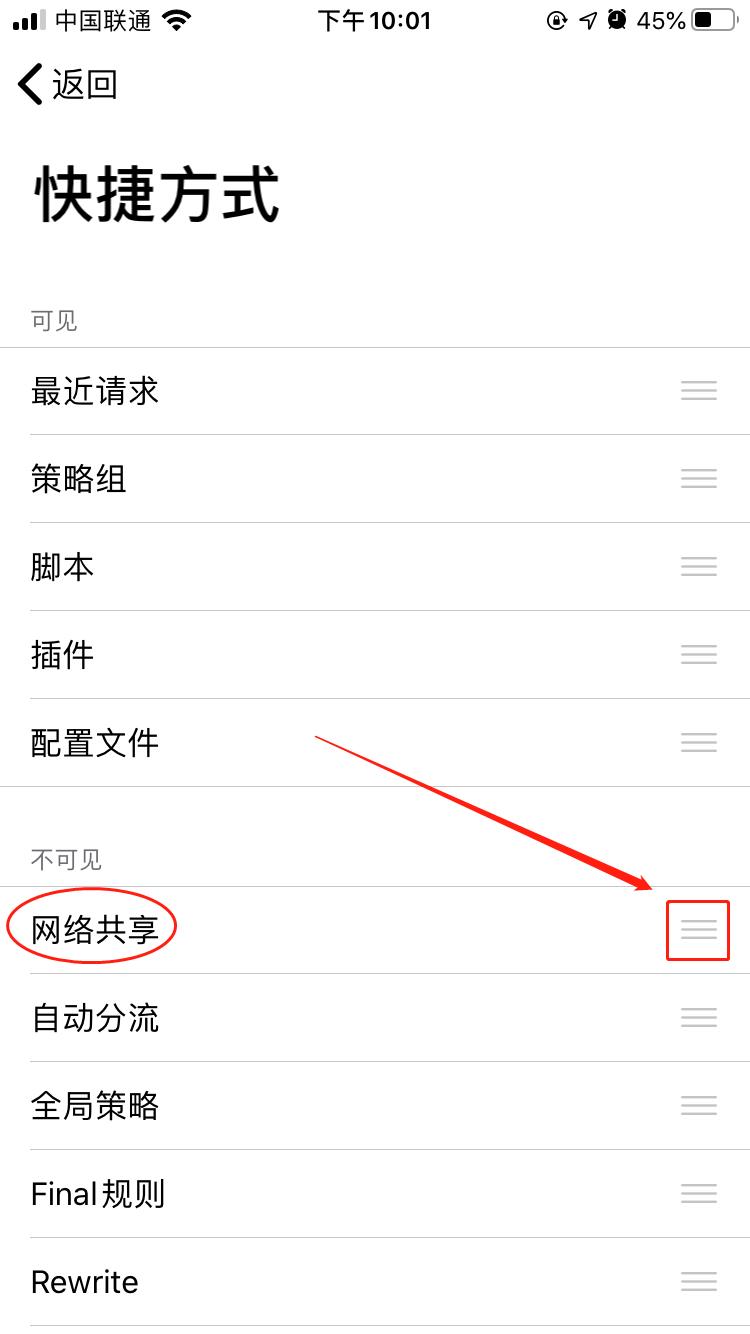 中国联通 下午10:01 45%
返回
快捷方式
可见
最近请求
策略组
脚本
插件
配置文件
不可见
网络共享
自动分流
全局策略
Final规则
Rewrite